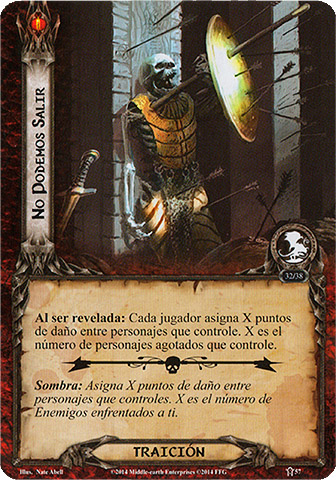 No Podemos Salir
32/38
Al ser revelada: Cada jugador asigna X puntos
de daño entre personajes que controle. X es el
número de personajes agotados que controle.
Sombra: Asigna X puntos de daño entre
personajes que controles. X es el número de
Enemigos enfrentados a ti.
TRAICIÓN
Illus. Nate Abell
©2014 Middle-earth Enterprises ©2014 FFG
57